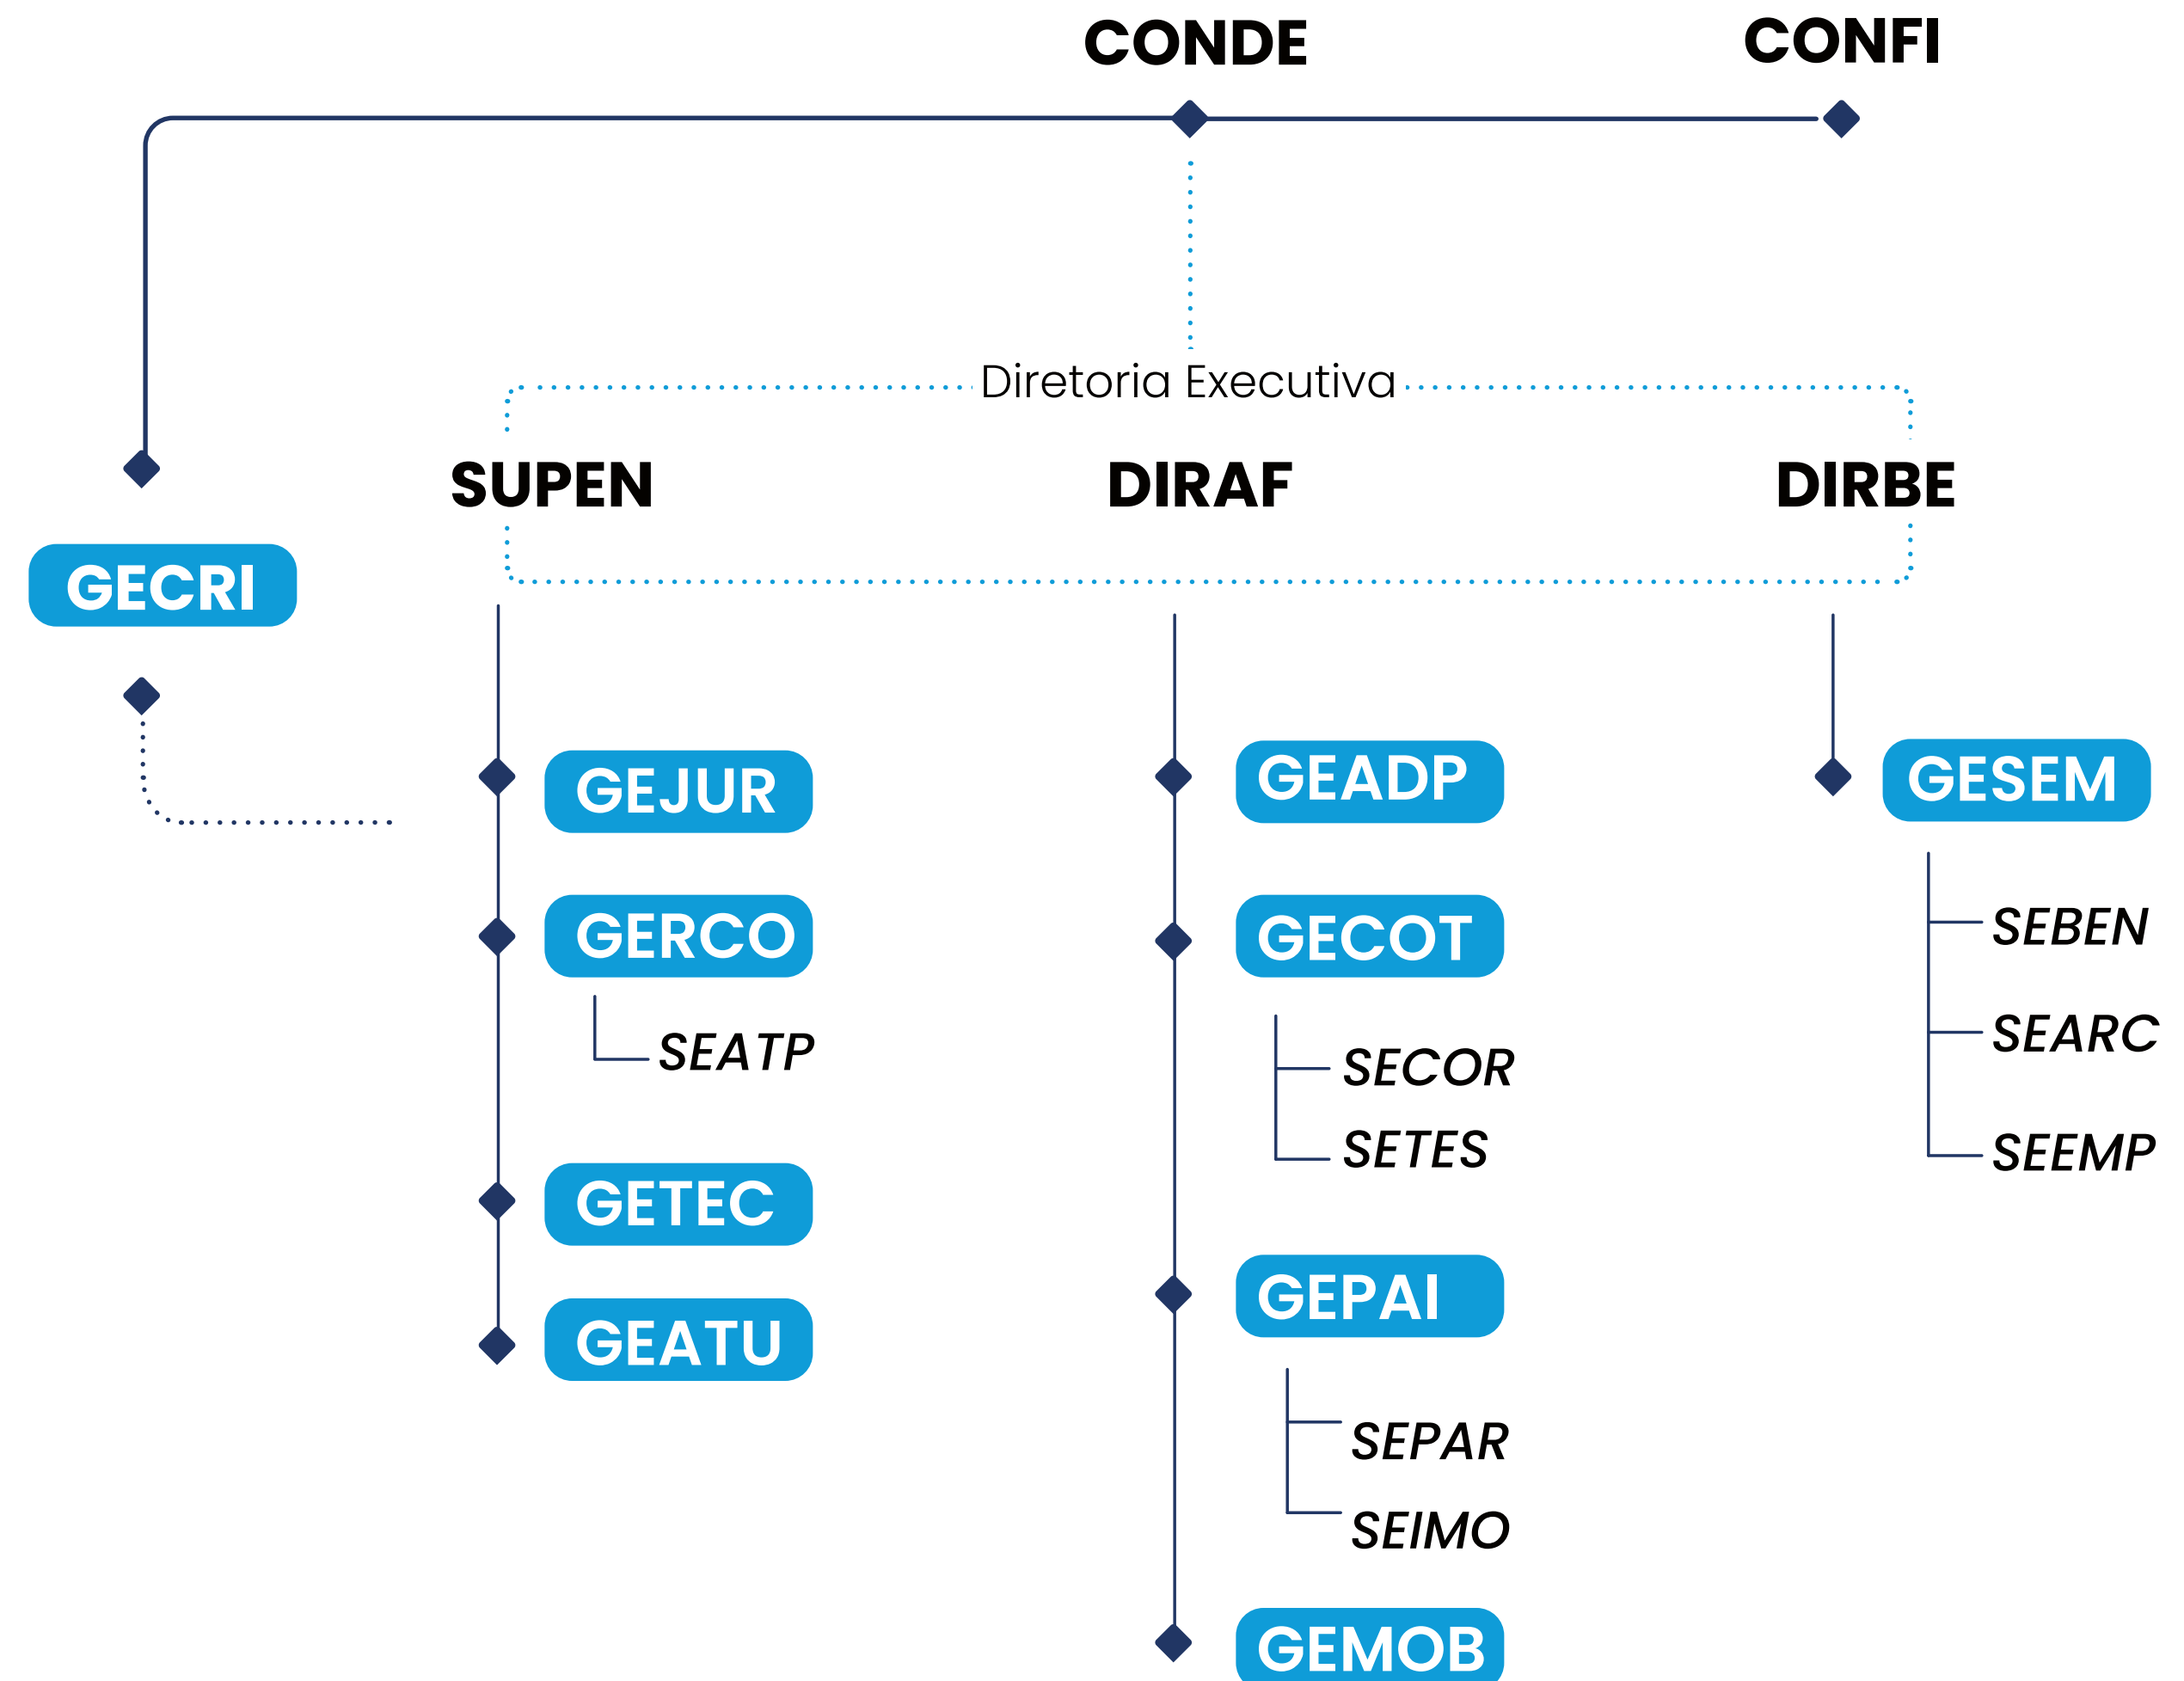 CONDE
CONFI
Diretoria Executiva
SUPEN
DIRAF
DIRBE
GECRI
GEJUR
GERCO
SEATP
GETEC
GEATU
GEADP
GECOT
SECOR
SETES
GEPAI
SEPAR
SEIMO
GEMOB
GESEM
SEBEN
SEARC
SEEMP